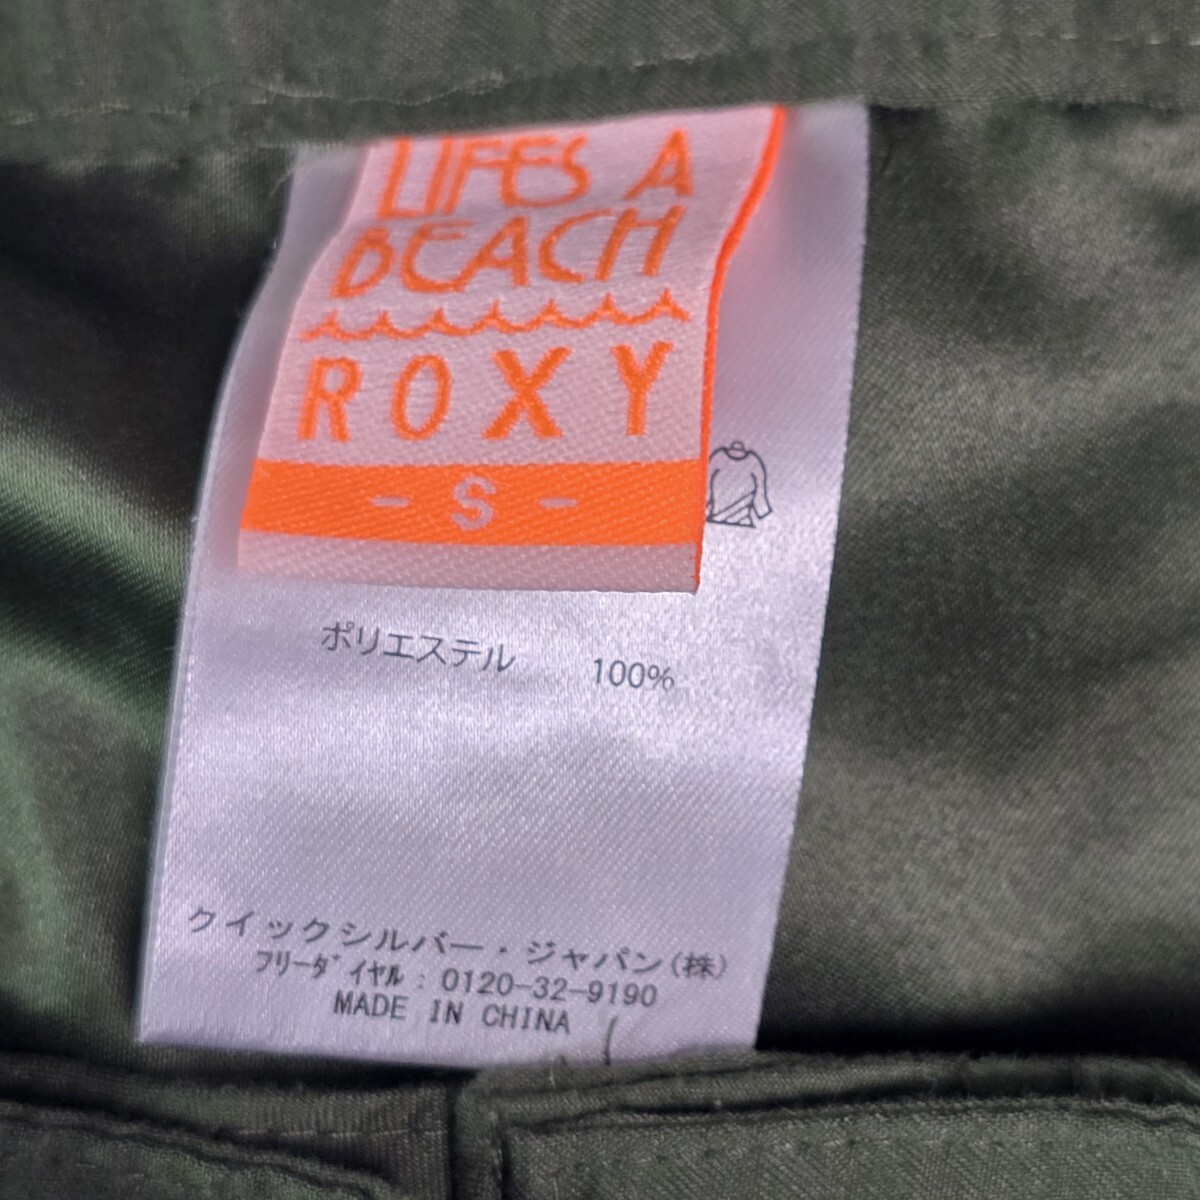 LIFES A
BEACH
ROXY
- S -
ポリエステル 100%
クイックシルバー・ジャパン(株)
フリーダイヤル : 0120-32-9190
MADE IN CHINA